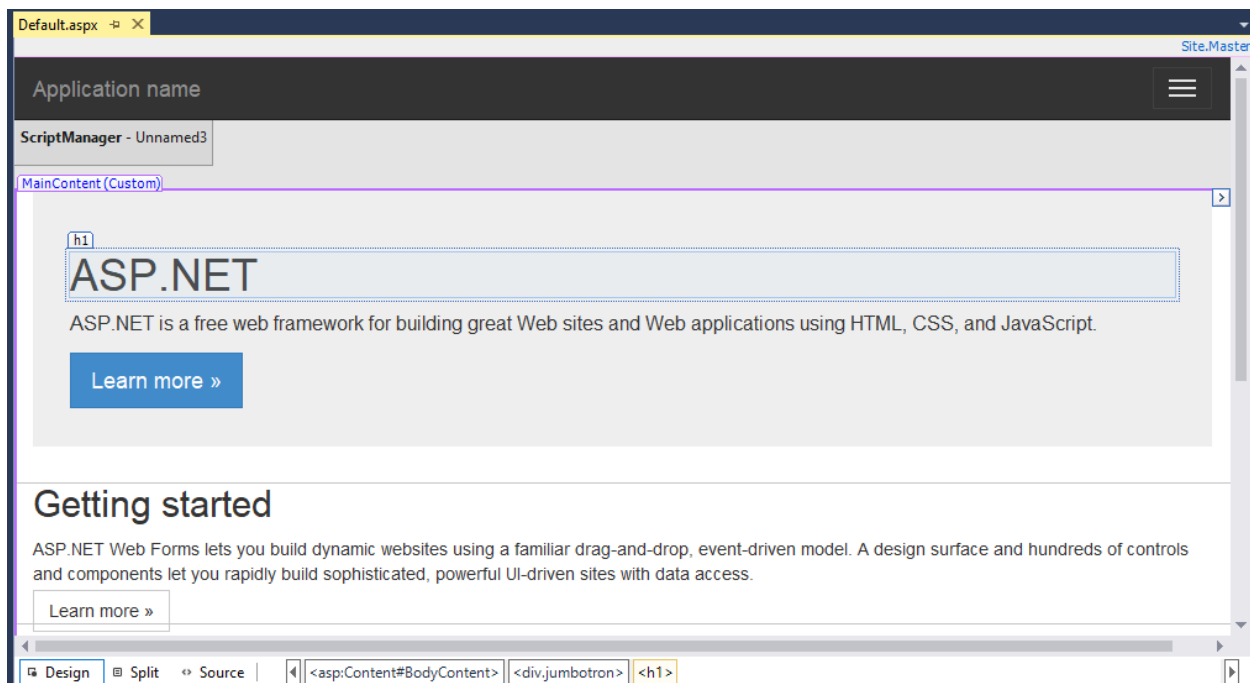 Default.aspx
Site.Master
Application name
ScriptManager - Unnamed3
MainContent (Custom)
h1
ASP.NET
ASP.NET is a free web framework for building great Web sites and Web applications using HTML, CSS, and JavaScript.
Learn more »
Getting started
ASP.NET Web Forms lets you build dynamic websites using a familiar drag-and-drop, event-driven model. A design surface and hundreds of controls
and components let you rapidly build sophisticated, powerful UI-driven sites with data access.
Learn more »
Design Split Source <asp:Content#BodyContent> <div.jumbotron> <h1>